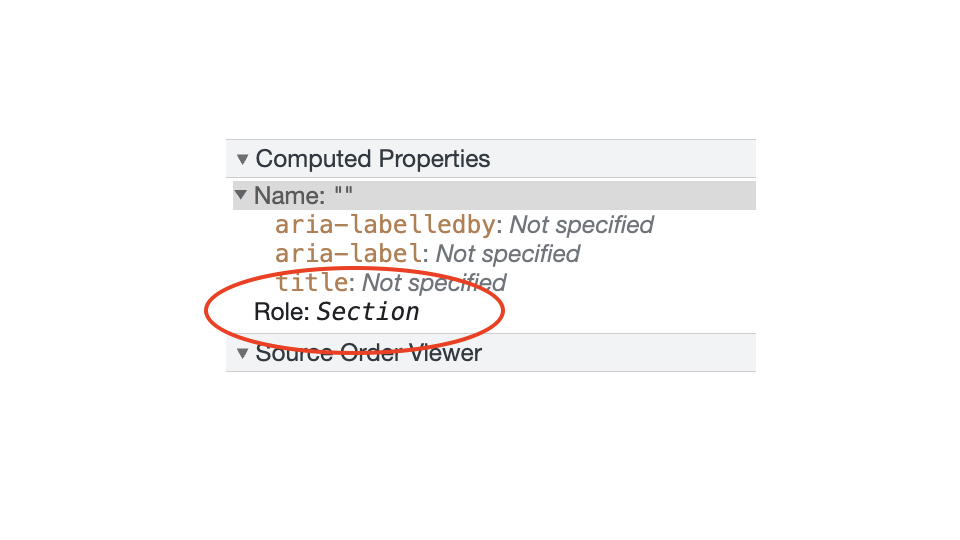 Computed Properties
Name: ""
aria-labelledby: Not specified
aria-label: Not specified
title: Not specified
Role: Section
Source Order Viewer